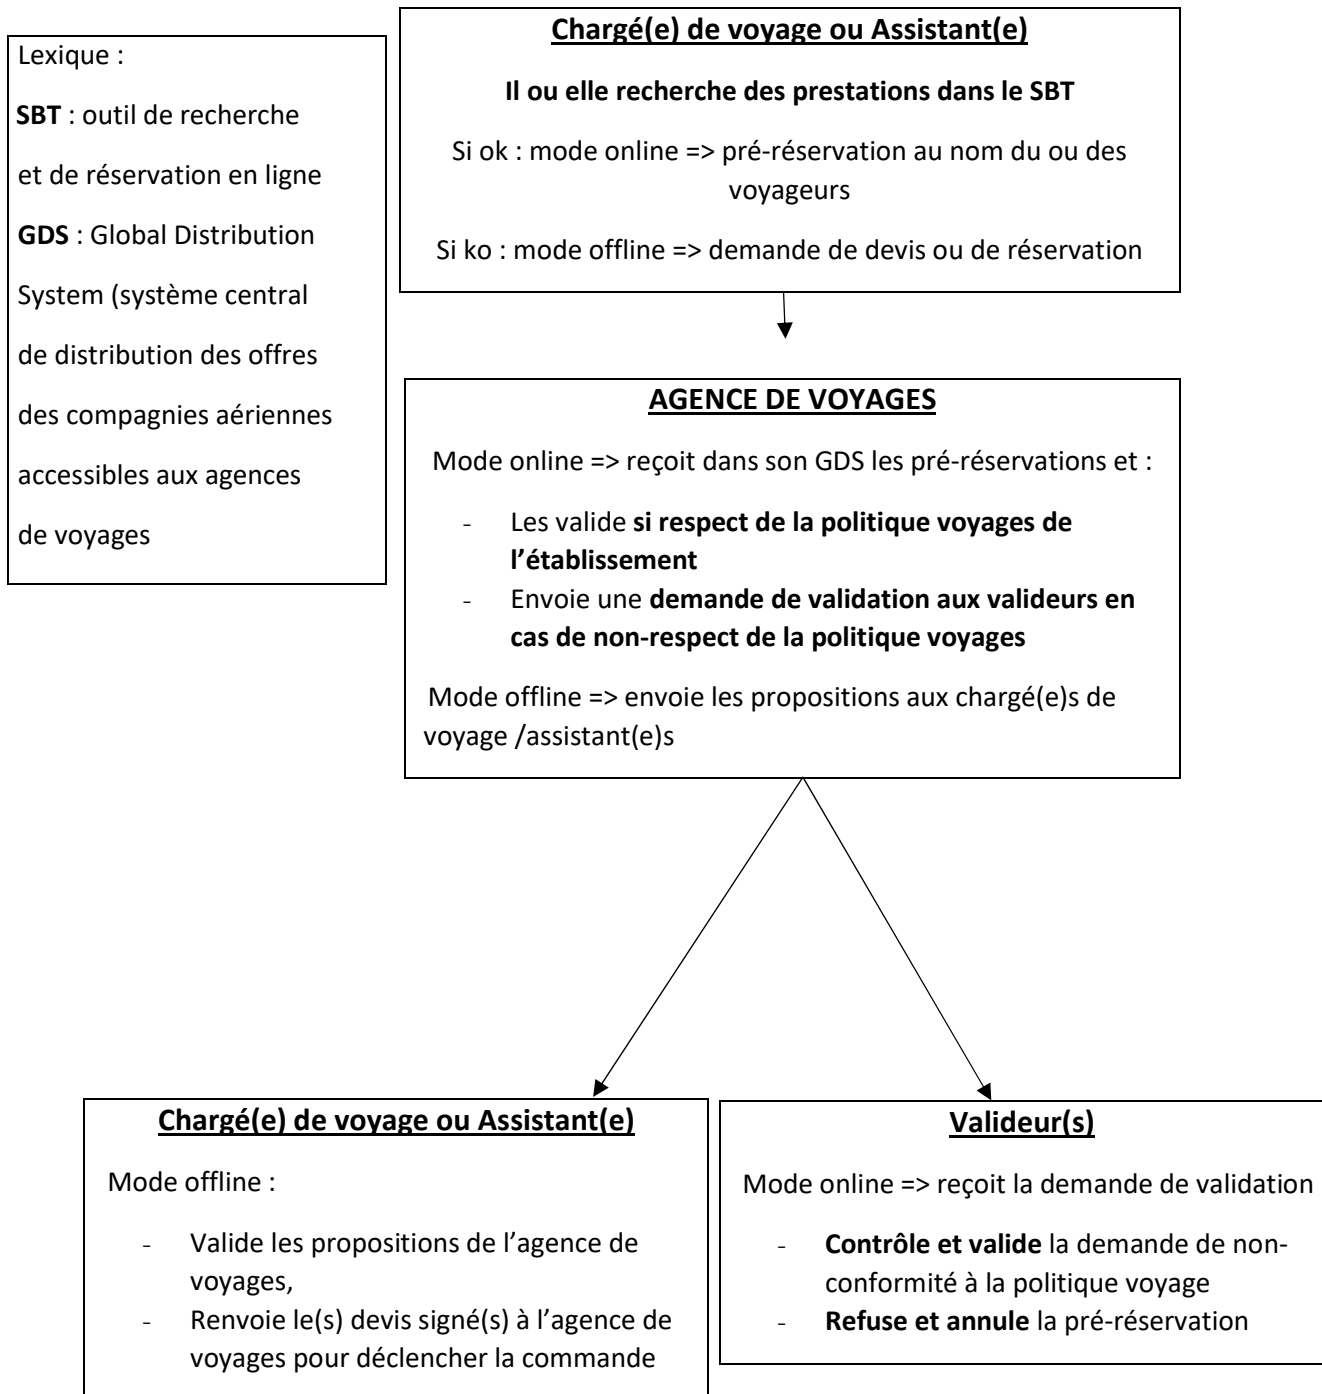 Lexique :
SBT : outil de recherche
et de réservation en ligne
GDS : Global Distribution
System (système central
de distribution des offres
des compagnies aériennes
accessibles aux agences
de voyages
Chargé(e) de voyage ou Assistant(e)
Il ou elle recherche des prestations dans le SBT
Si ok : mode online => pré-réservation au nom du ou des
voyageurs
Si ko : mode offline => demande de devis ou de réservation
AGENCE DE VOYAGES
Mode online => reçoit dans son GDS les pré-réservations et :
- Les valide si respect de la politique voyages de
l’établissement
- Envoie une demande de validation aux valideurs en
cas de non-respect de la politique voyages
Mode offline => envoie les propositions aux chargé(e)s de
voyage /assistant(e)s
Chargé(e) de voyage ou Assistant(e)
Mode offline :
- Valide les propositions de l’agence de
voyages,
- Renvoie le(s) devis signé(s) à l’agence de
voyages pour déclencher la commande
Valideur(s)
Mode online => reçoit la demande de validation
- Contrôle et valide la demande de non-
conformité à la politique voyage
- Refuse et annule la pré-réservation